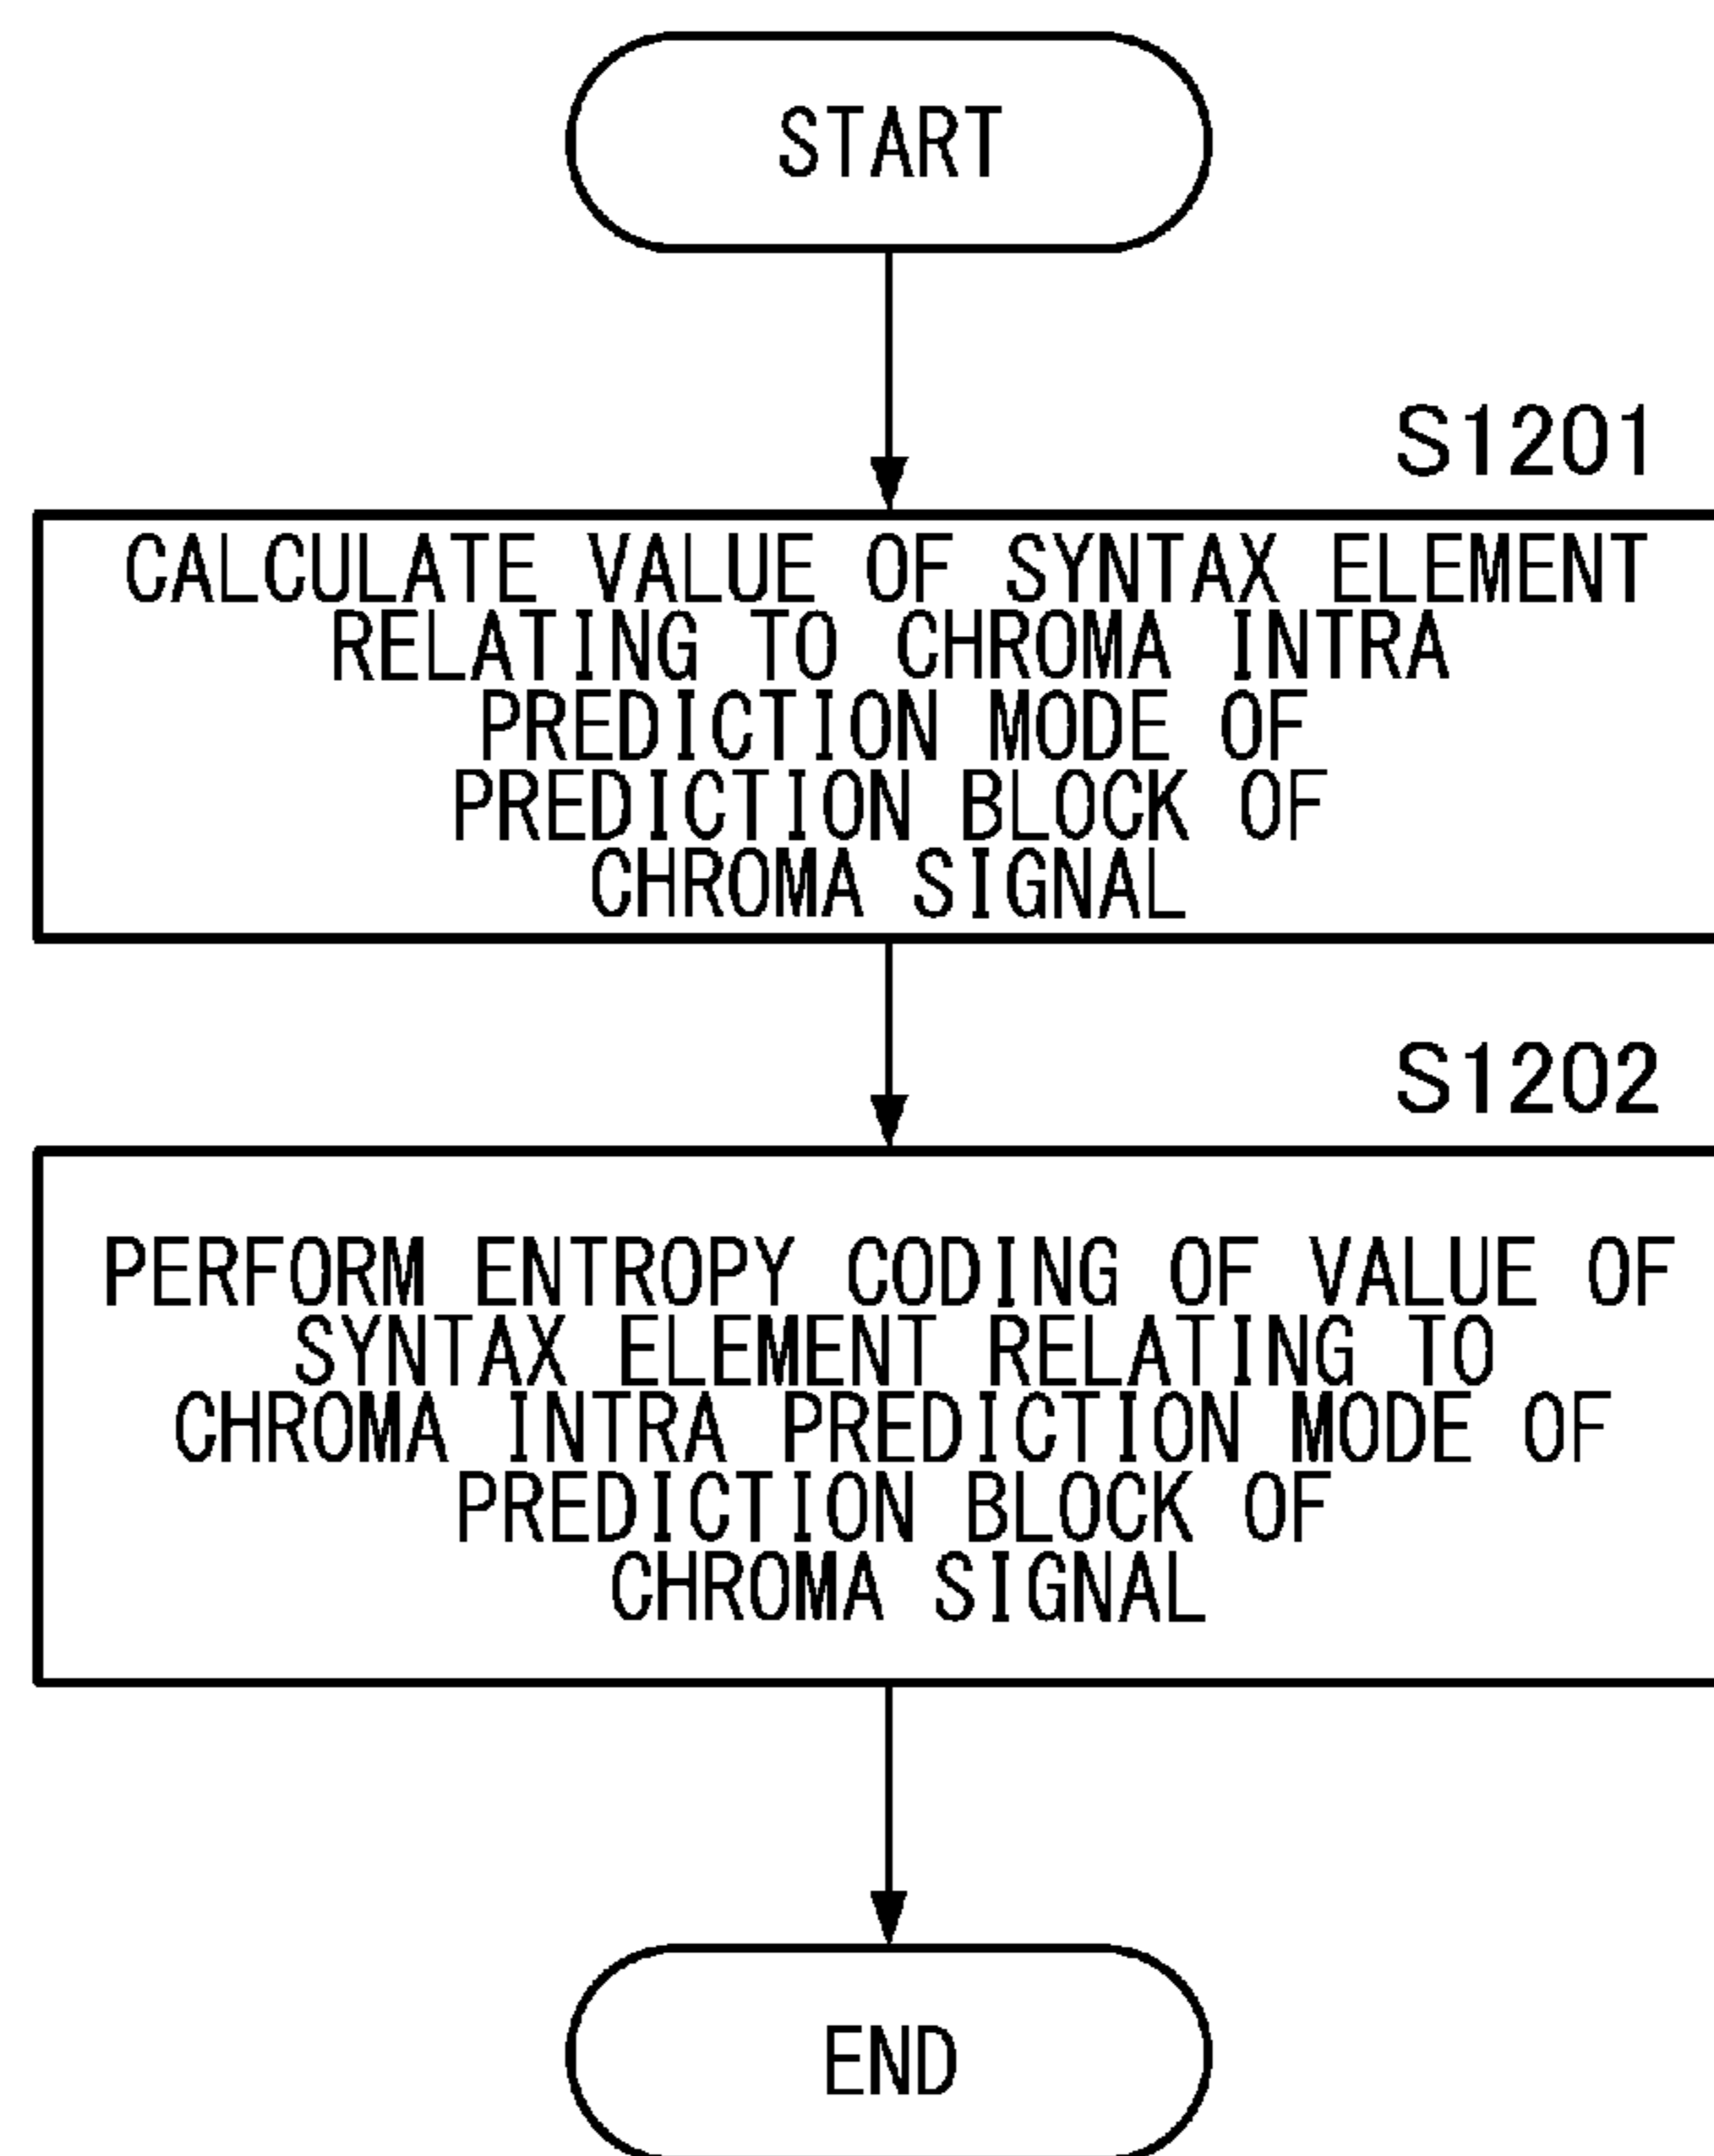 START
S1201
CALCULATE VALUE OF SYNTAX ELEMENT
RELATING TO CHROMA INTRA
PREDICTION MODE OF
PREDICTION BLOCK OF
CHROMA SIGNAL
S1202
PERFORM ENTROPY CODING OF VALUE OF
SYNTAX ELEMENT RELATING TO
CHROMA INTRA PREDICTION MODE OF
PREDICTION BLOCK OF
CHROMA SIGNAL
END